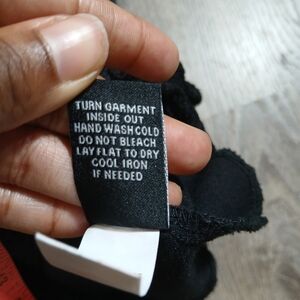 TURN GARMENT
INSIDE OUT
HAND WASH COLD
DO NOT BLEACH
LAY FLAT TO DRY
COOL IRON
IF NEEDED